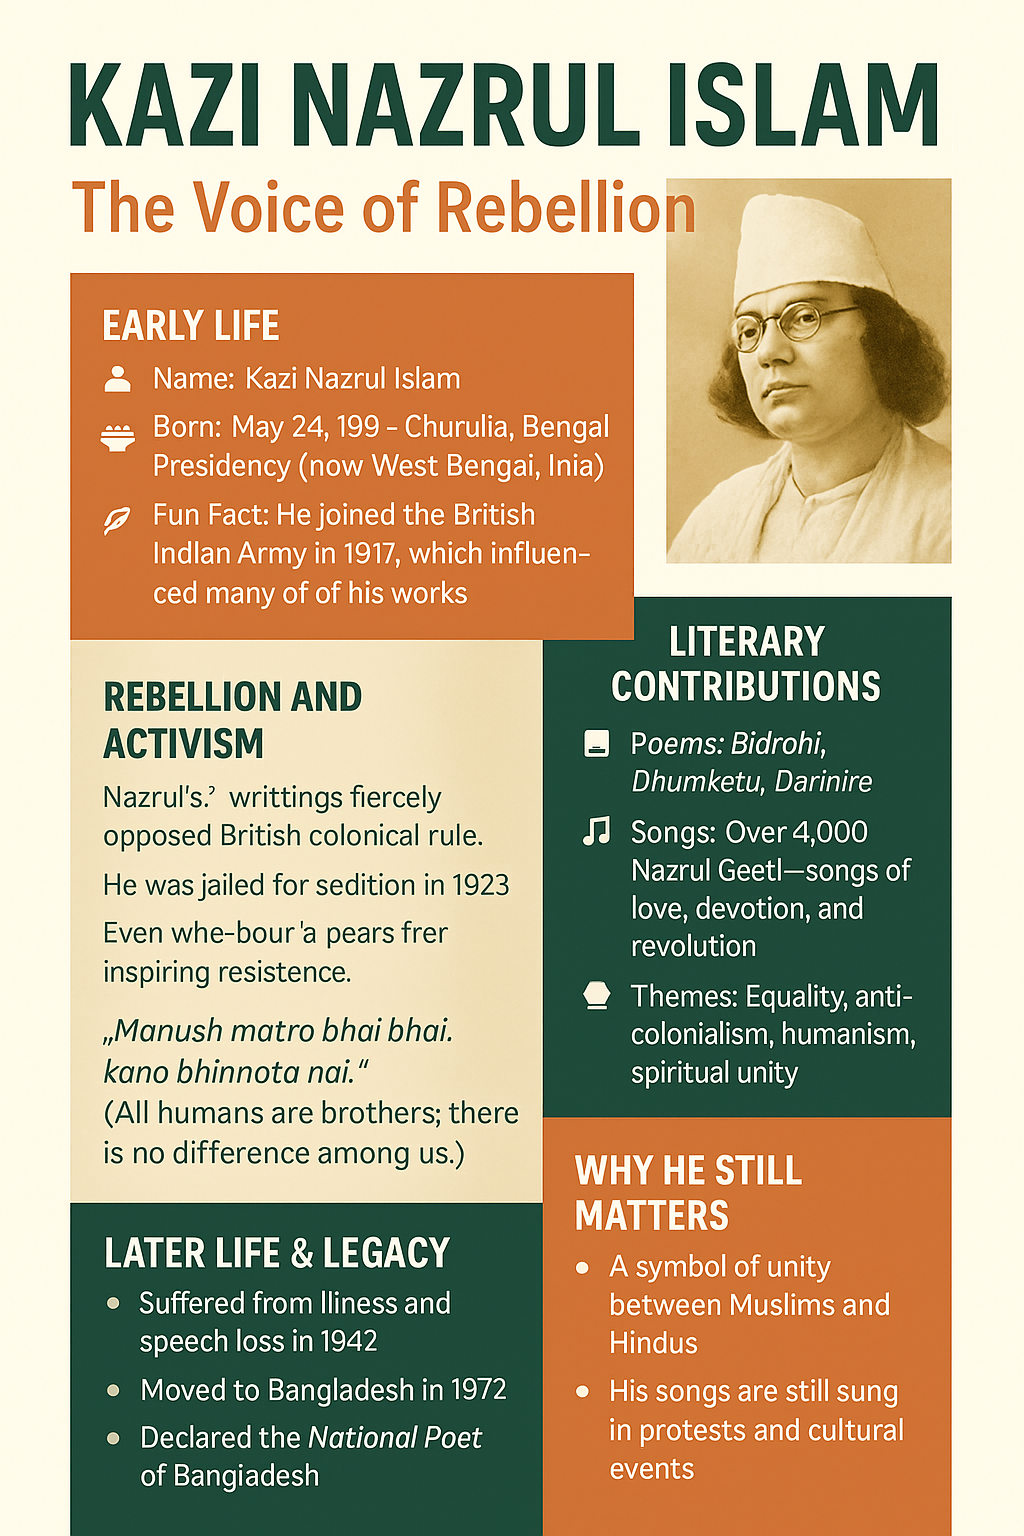 KAZI NAZRUL ISLAM
The Voice of Rebellion
EARLY LIFE
Name: Kazi Nazrul Islam
Born: May 24, 199 – Churulia, Bengal
Presidency (now West Bengai, Inia)
Fun Fact: He joined the British
Indlan Army in 1917, which influen-
ced many of of his works
REBELLION AND
ACTIVISM
Nazrul's.’ writtings fiercely
opposed British colonical rule.
He was jailed for sedition in 1923
Even whe-bour 'a pears frer
inspiring resistence.
„Manush matro bhai bhai.
kano bhinnota nai.“
(All humans are brothers; there
is no difference among us.)
LITERARY
CONTRIBUTIONS
Poems: Bidrohi,
Dhumketu, Darinire
Songs: Over 4,000
Nazrul Geetl—songs of
love, devotion, and
revolution
Themes: Equality, anti-
colonialism, humanism,
spiritual unity
LATER LIFE & LEGACY
• Suffered from lliness and
speech loss in 1942
• Moved to Bangladesh in 1972
• Declared the National Poet
of Bangiadesh
WHY HE STILL
MATTERS
• A symbol of unity
between Muslims and
Hindus
• His songs are still sung
in protests and cultural
events